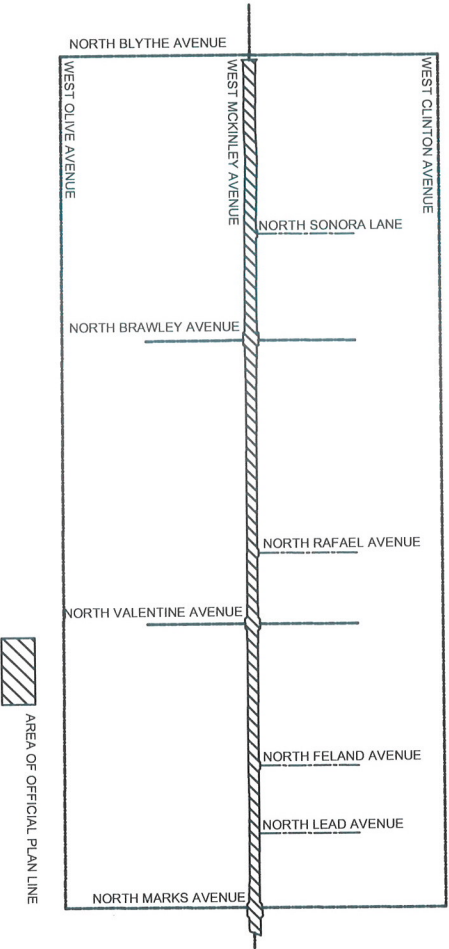 NORTH BLYTHE AVENUE
WEST OLIVE AVENUE
WEST MCKINLEY AVENUE
WEST CLINTON AVENUE
NORTH SONORA LANE
NORTH BRAWLEY AVENUE
NORTH RAFAEL AVENUE
NORTH VALENTINE AVENUE
AREA OF OFFICIAL PLAN LINE
NORTH FELAND AVENUE
NORTH LEAD AVENUE
NORTH MARKS AVENUE